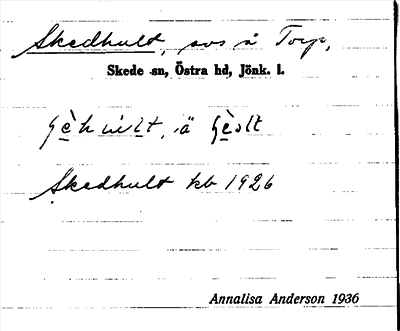 Skedhult, avs å Torp,
Skede sn, Östra hd, Jönk. l.
Skedhult kb 1926
Annalisa Anderson 1936